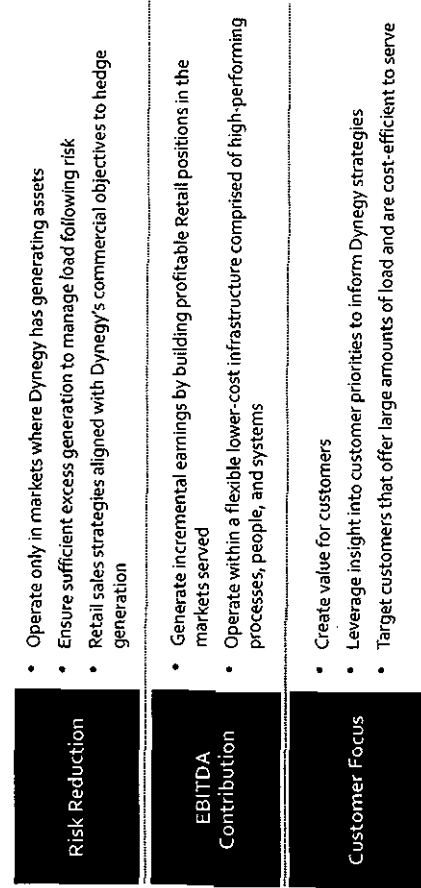 Risk Reduction
• Operate only in markets where Dynegy has generating assets
• Ensure sufficient excess generation to manage load following risk
• Retail sales strategies aligned with Dynegy's commercial objectives to hedge
generation
EBITDA
Contribution
• Generate incremental earnings by building profitable Retail positions in the
markets served
• Operate within a flexible lower-cost infrastructure comprised of high-performing
processes, people, and systems
Customer Focus
• Create value for customers
• Leverage insight into customer priorities to inform Dynegy strategies
• Target customers that offer large amounts of load and are cost-efficient to serve